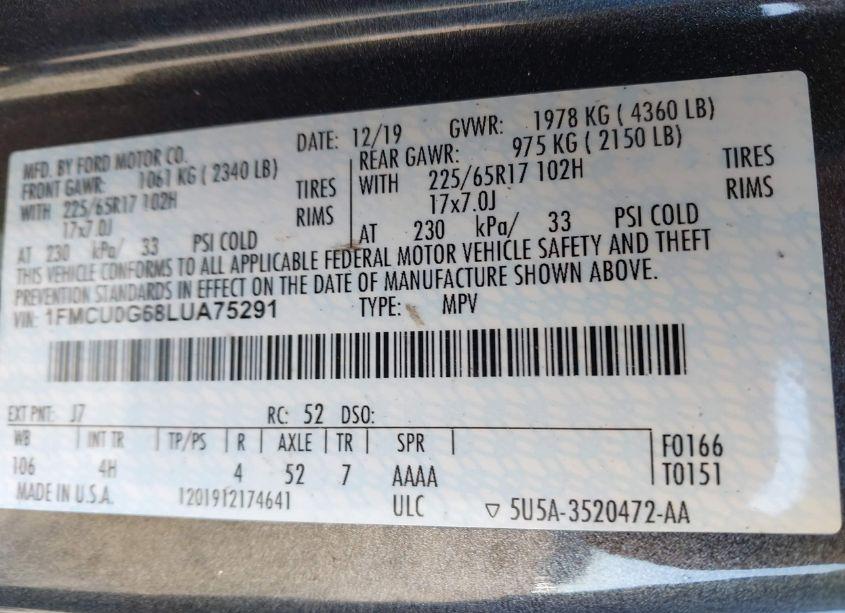 MFD. BY FORD MOTOR CO. DATE: 12/19 GVWR: 1978 KG ( 4360 LB)
FRONT GAWR: 1061 KG ( 2340 LB) REAR GAWR: 975 KG ( 2150 LB)
WITH 225/65R17 102H TIRES WITH 225/65R17 102H TIRES
17x7.0J RIMS 17x7.0J RIMS
AT 230 kPa/ 33 PSI COLD AT 230 kPa/ 33 PSI COLD
THIS VEHICLE CONFORMS TO ALL APPLICABLE FEDERAL MOTOR VEHICLE SAFETY AND THEFT
PREVENTION STANDARDS IN EFFECT ON THE DATE OF MANUFACTURE SHOWN ABOVE.
VIN: 1FMCU0G68LUA75291 TYPE: MPV
EXT PNT: J7 RC: 52 DSO:
WB INT TR TP/PS R AXLE TR SPR F0166
106 4H 4 52 7 AAAA T0151
MADE IN U.S.A. 1201912174641 ULC ▽ 5U5A-3520472-AA